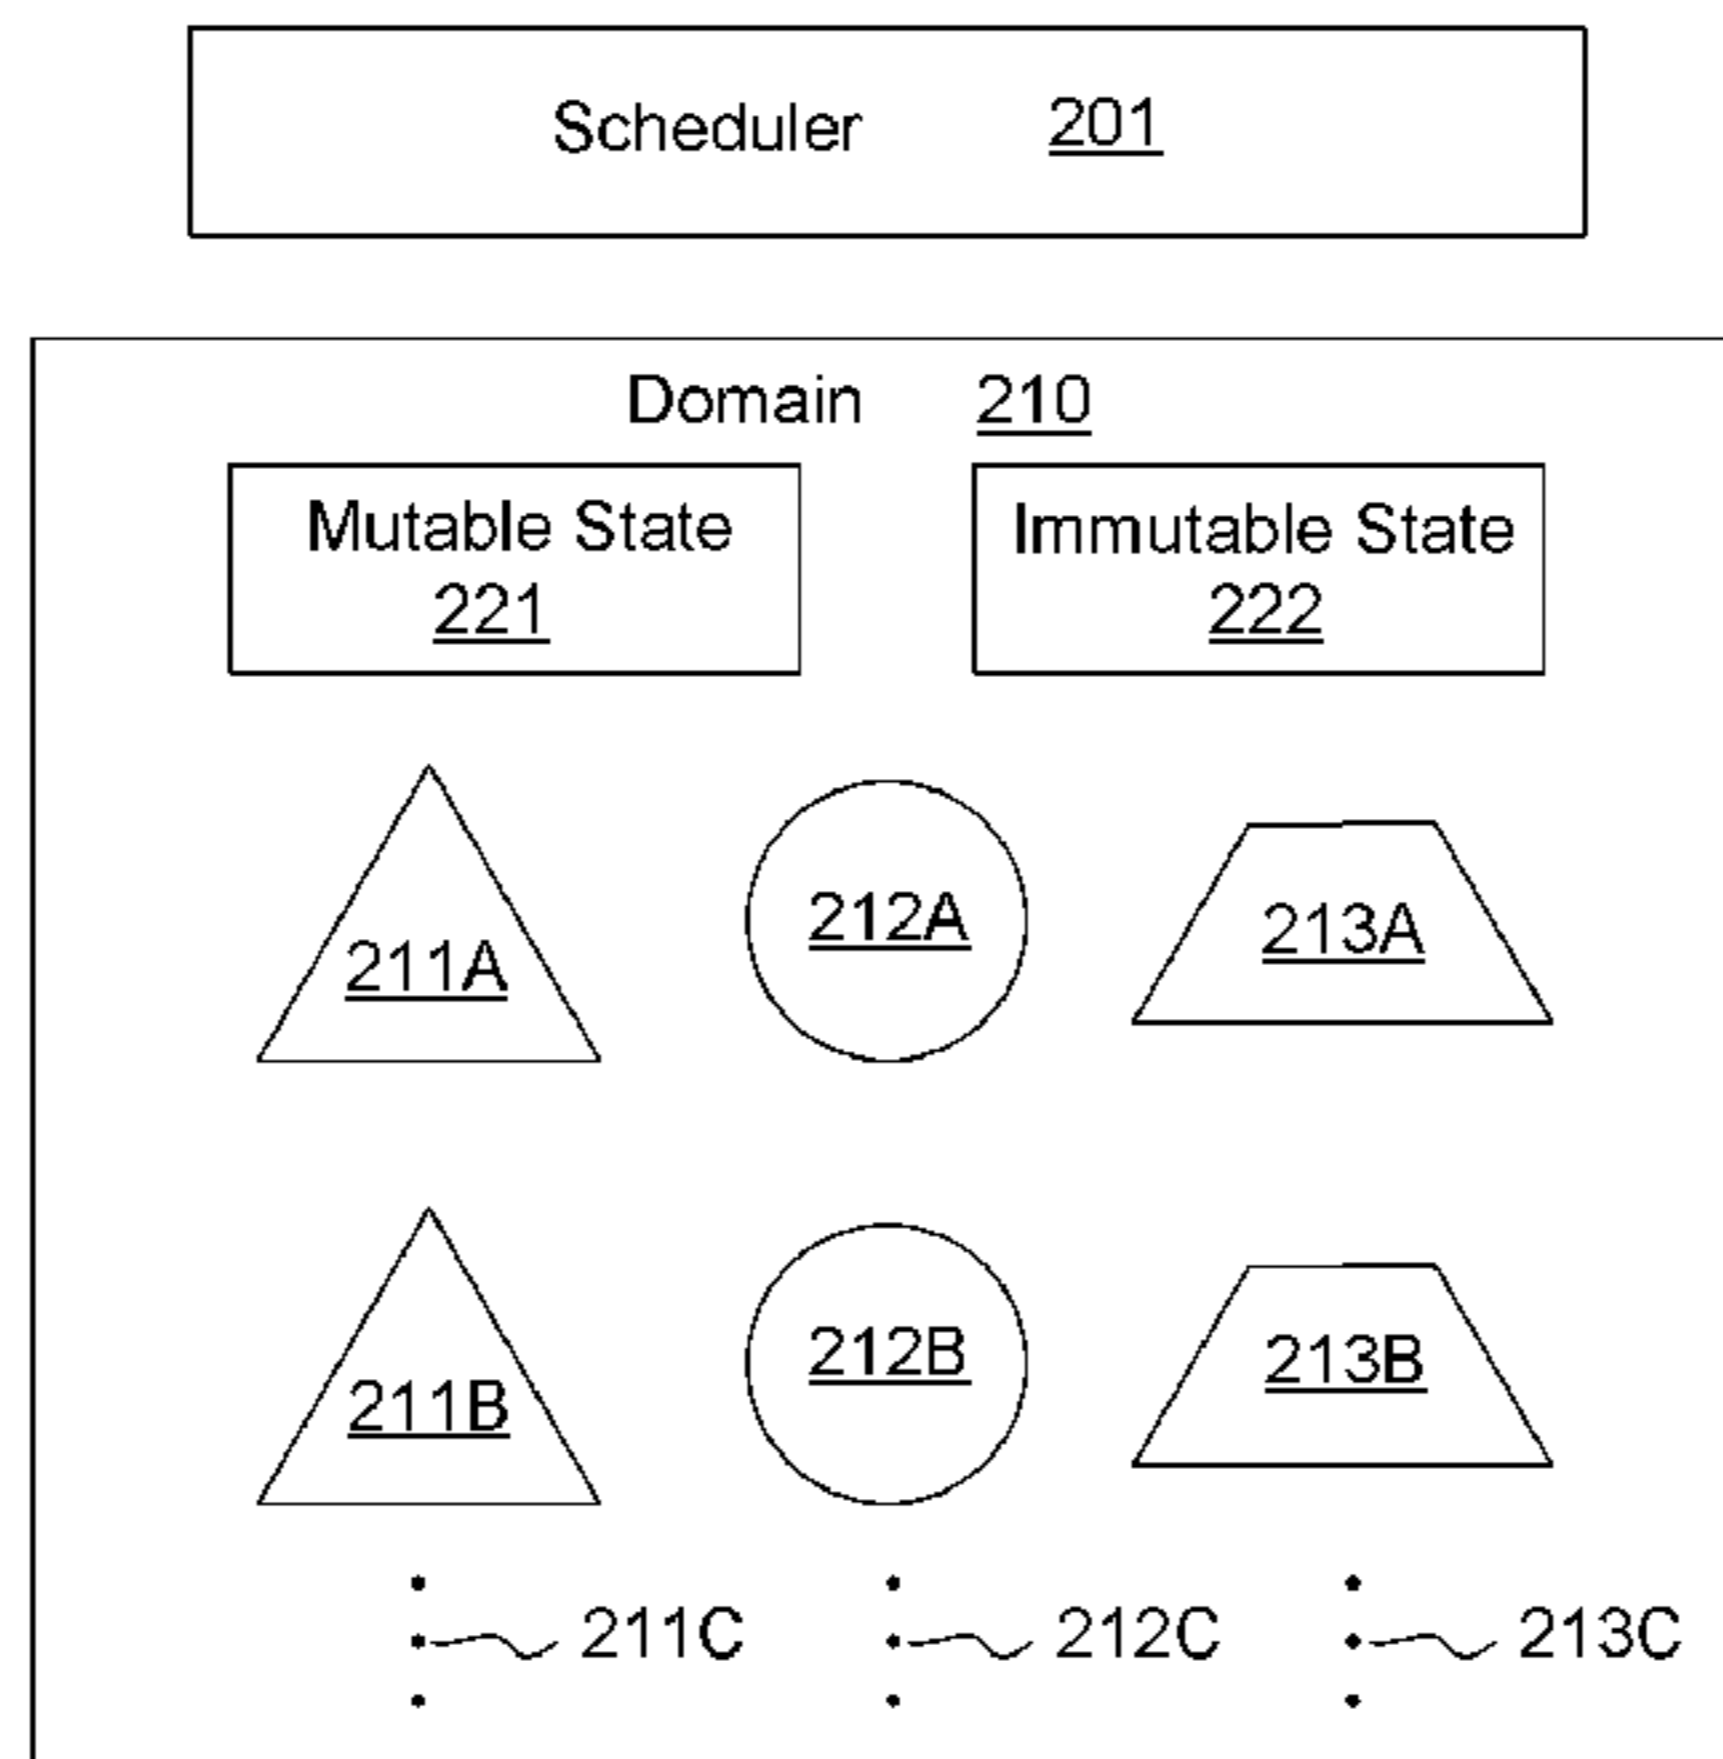 Scheduler 201
Domain 210
Mutable State
221
Immutable State
222
211A
212A
213A
211B
212B
213B
211C
212C
213C